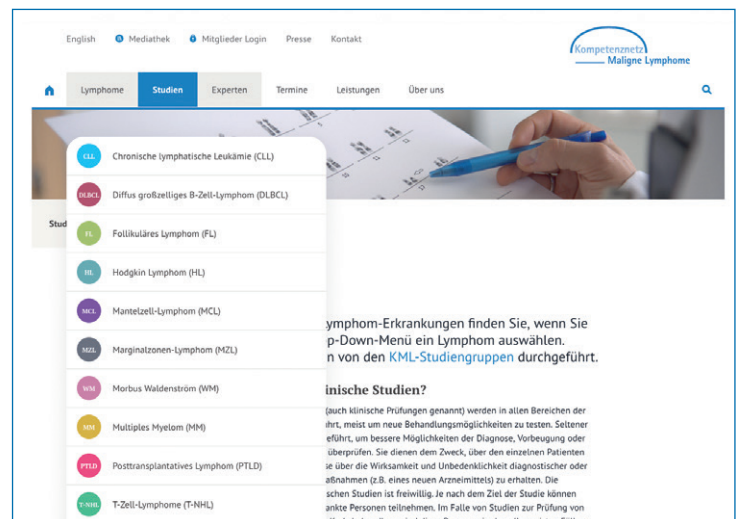 English Mediathek Mitglieder Login Presse Kontakt
Kompetenznetz
Maligne Lymphome
Lymphome Studien Experten Termine Leistungen Über uns
CLL Chronische lymphatische Leukämie (CLL)
DLBCL Diffus großzelliges B-Zell-Lymphom (DLBCL)
Stud
FL Follikuläres Lymphom (FL)
HL Hodgkin Lymphom (HL)
MCL Mantelzell-Lymphom (MCL)
MZL Marginalzonen-Lymphom (MZL)
WM Morbus Waldenström (WM)
MM Multiples Myelom (MM)
PTLD Posttransplantatives Lymphom (PTLD)
T-NHL T-Zell-Lymphome (T-NHL)
ymphom-Erkrankungen finden Sie, wenn Sie
p-Down-Menü ein Lymphom auswählen.
n von den KML-Studiengruppen durchgeführt.
inische Studien?
(auch klinische Prüfungen genannt) werden in allen Bereichen der
ihrt, meist um neue Behandlungsmöglichkeiten zu testen. Seltener
eführt, um bessere Möglichkeiten der Diagnose, Vorbeugung oder
überprüfen. Sie dienen dem Zweck, über den einzelnen Patienten
se über die Wirksamkeit und Unbedenklichkeit diagnostischer oder
aßnahmen (z.B. eines neuen Arzneimittels) zu erhalten. Die
schen Studien ist freiwillig. Je nach dem Ziel der Studie können
ankte Personen teilnehmen. Im Falle von Studien zur Prüfung von